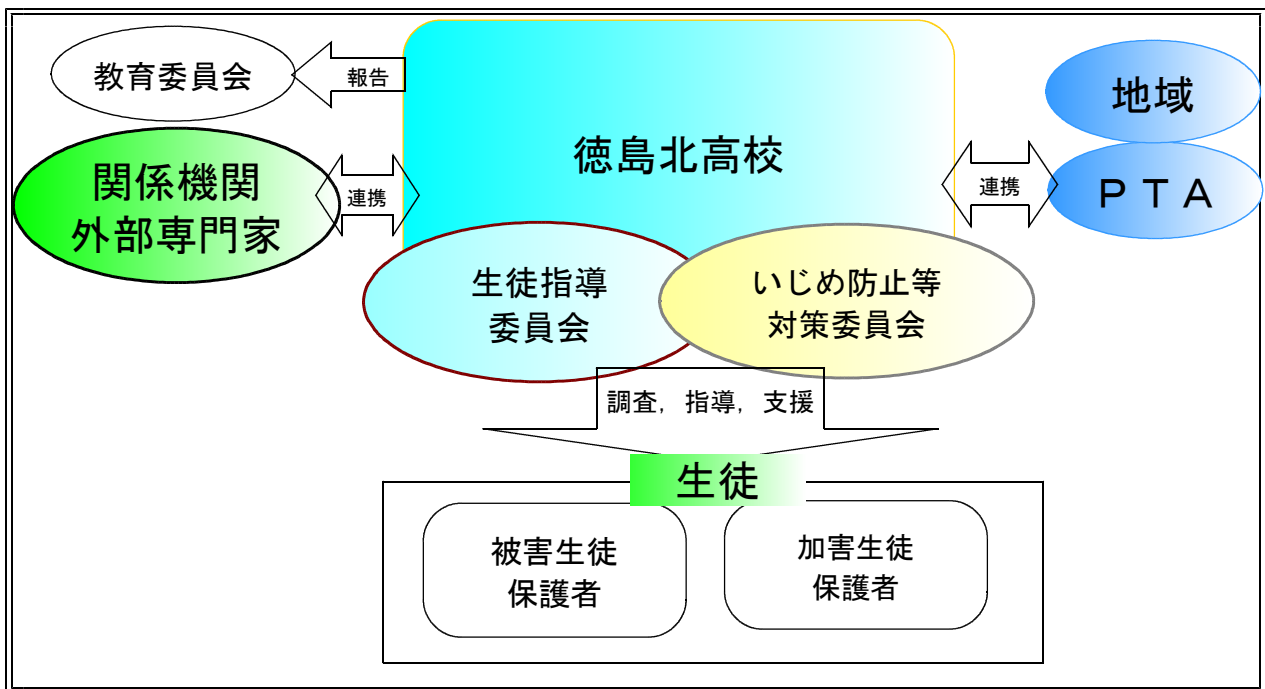 教育委員会
報告
地域
徳島北高校
関係機関
外部専門家
連携
連携
ＰＴＡ
生徒指導
委員会
いじめ防止等
対策委員会
調査，指導，支援
生徒
被害生徒
保護者
加害生徒
保護者